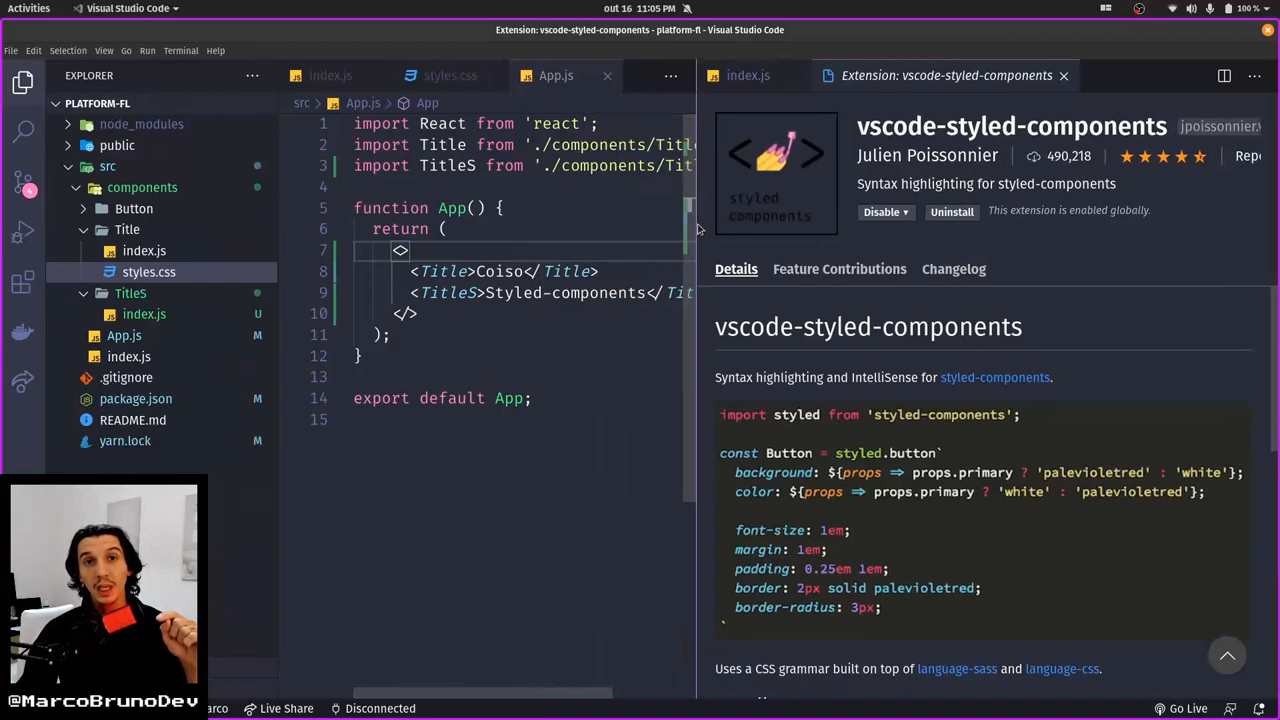 Activities
Visual Studio Code
out 16 11:05 PM
100 %
Extension: vscode-styled-components - platform-fl - Visual Studio Code
File Edit Selection View Go Run Terminal Help
EXPLORER
PLATFORM-FL
node_modules
public
src
components
Button
Title
index.js
styles.css
TitleS
index.js U
App.js M
index.js
.gitignore
package.json M
README.md
yarn.lock M
4
index.js
styles.css
App.js
src > App.js > App
1 import React from 'react';
2 import Title from './components/Titl
3 import TitleS from './components/Tit
4
5 function App() {
6 return (
7 <>
8 <Title>Coiso</Title>
9 <TitleS>Styled-components</Tit
10 </>
11 );
12 }
13
14 export default App;
15
index.js
Extension: vscode-styled-components
styled
components
vscode-styled-components
jpoissonnier.
Julien Poissonnier
490,218
Repo
Syntax highlighting for styled-components
Disable
Uninstall
This extension is enabled globally.
Details
Feature Contributions
Changelog
vscode-styled-components
Syntax highlighting and IntelliSense for styled-components.
import styled from 'styled-components';
const Button = styled.button`
background: ${props => props.primary ? 'palevioletred' : 'white'};
color: ${props => props.primary ? 'white' : 'palevioletred'};
font-size: 1em;
margin: 1em;
padding: 0.25em 1em;
border: 2px solid palevioletred;
border-radius: 3px;
`
Uses a CSS grammar built on top of language-sass and language-css.
@MarcoBrunoDev
arco
Live Share
Disconnected
Go Live